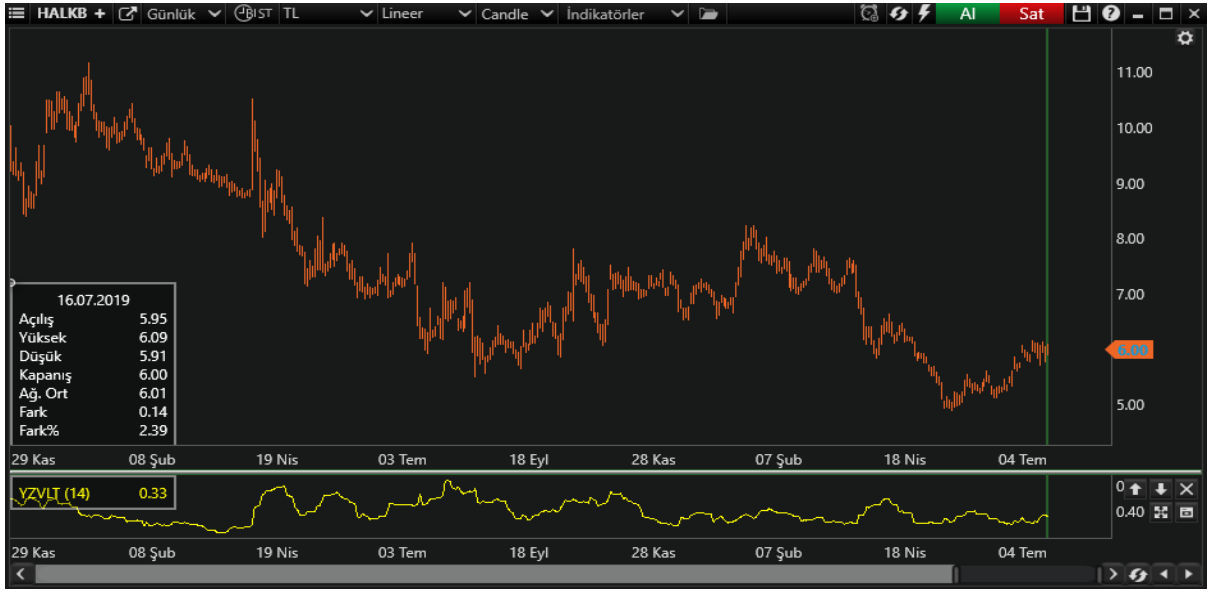 HALKB + Günlük BIST TL Lineer Candle İndikatörler Al Sat
11.00
10.00
9.00
8.00
7.00
6.00
5.00
16.07.2019
Açılış 5.95
Yüksek 6.09
Düşük 5.91
Kapanış 6.00
Ağ. Ort 6.01
Fark 0.14
Fark% 2.39
29 Kas 08 Şub 19 Nis 03 Tem 18 Eyl 28 Kas 07 Şub 18 Nis 04 Tem
YZVLT (14) 0.33
0.40
29 Kas 08 Şub 19 Nis 03 Tem 18 Eyl 28 Kas 07 Şub 18 Nis 04 Tem